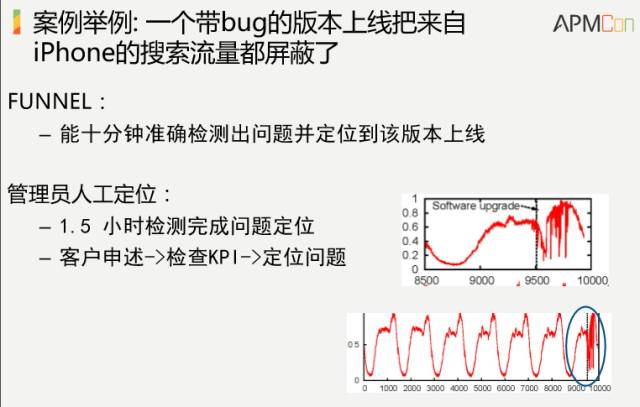 案例举例: 一个带bug的版本上线把来自
iPhone的搜索流量都屏蔽了
APMCon
FUNNEL：
– 能十分钟准确检测出问题并定位到该版本上线
管理员人工定位：
– 1.5 小时检测完成问题定位
– 客户申述->检查KPI->定位问题
Software upgrade
1
0.8
0.6
0.4
0.2
0
8500 9000 9500 10000
0.5
0
0 1000 2000 3000 4000 5000 6000 7000 8000 9000 10000